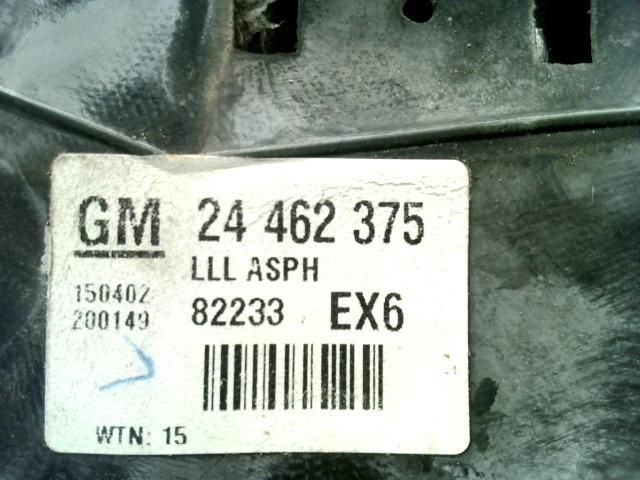 GM 24 462 375
LLL ASPH
150402
200149 82233 EX6
WTN: 15